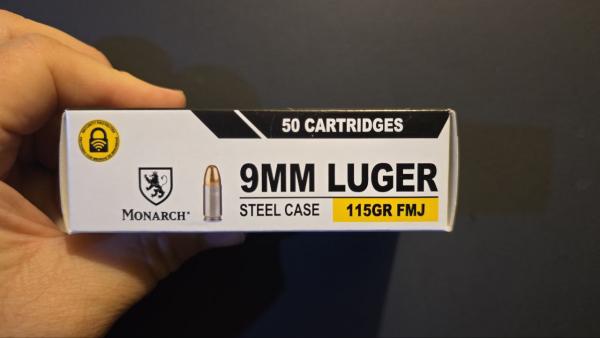 50 CARTRIDGES
9MM LUGER
STEEL CASE
115GR FMJ
MONARCH®